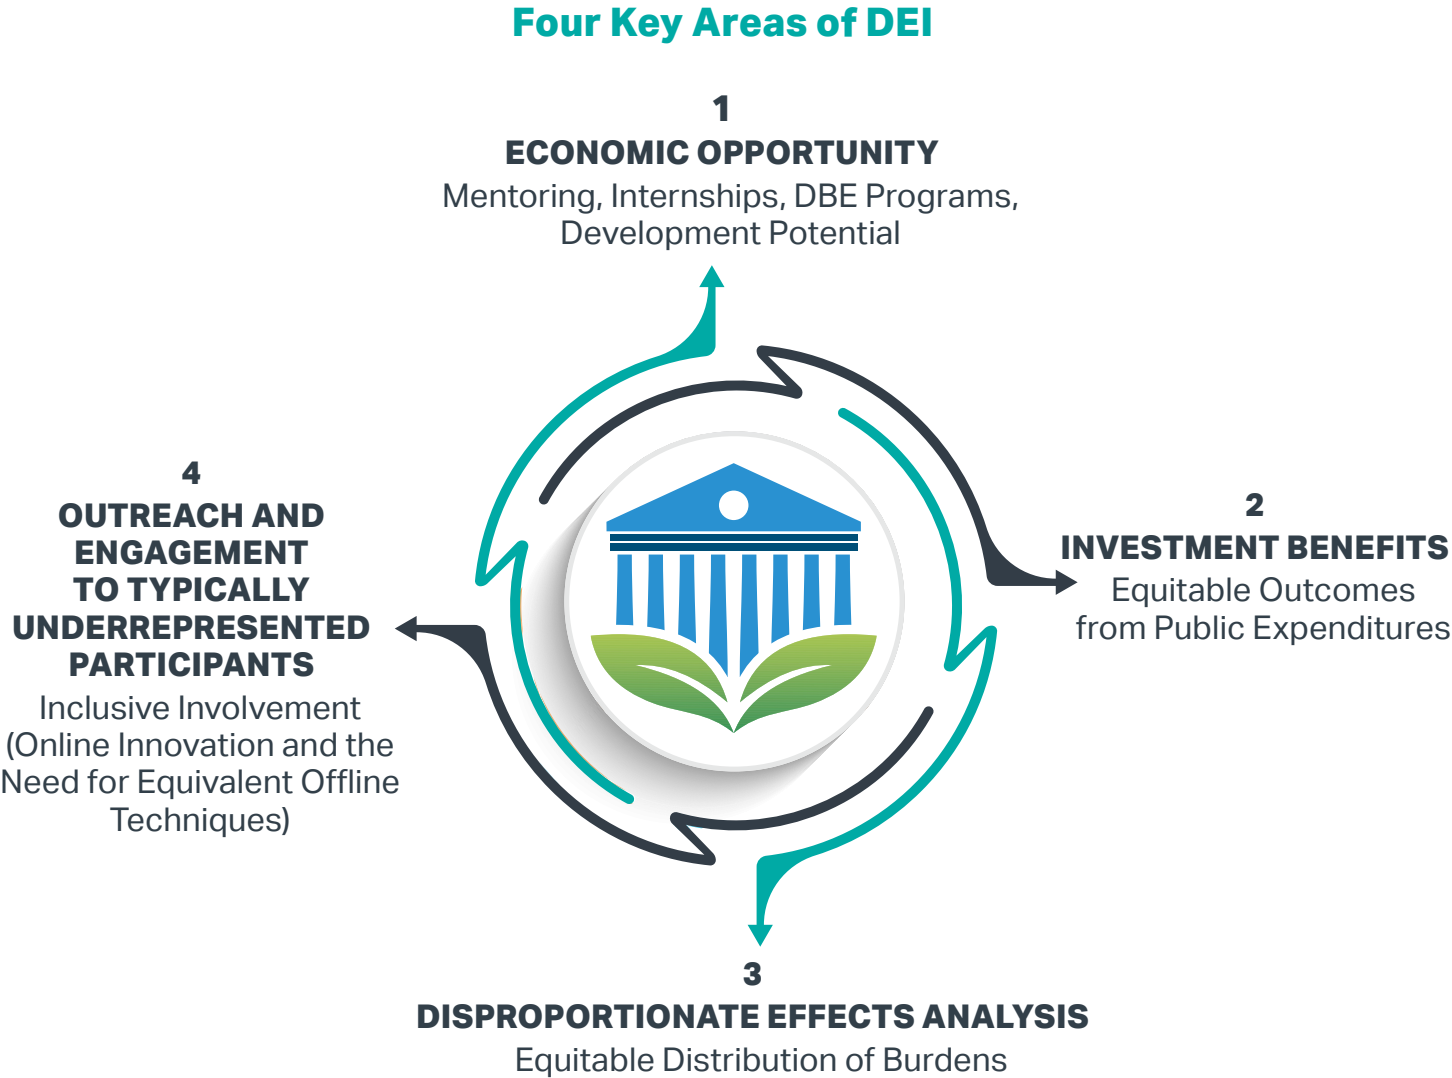 Four Key Areas of DEI
1
ECONOMIC OPPORTUNITY
Mentoring, Internships, DBE Programs,
Development Potential
2
INVESTMENT BENEFITS
Equitable Outcomes
from Public Expenditures
3
DISPROPORTIONATE EFFECTS ANALYSIS
Equitable Distribution of Burdens
4
OUTREACH AND
ENGAGEMENT
TO TYPICALLY
UNDERREPRESENTED
PARTICIPANTS
Inclusive Involvement
(Online Innovation and the
Need for Equivalent Offline
Techniques)